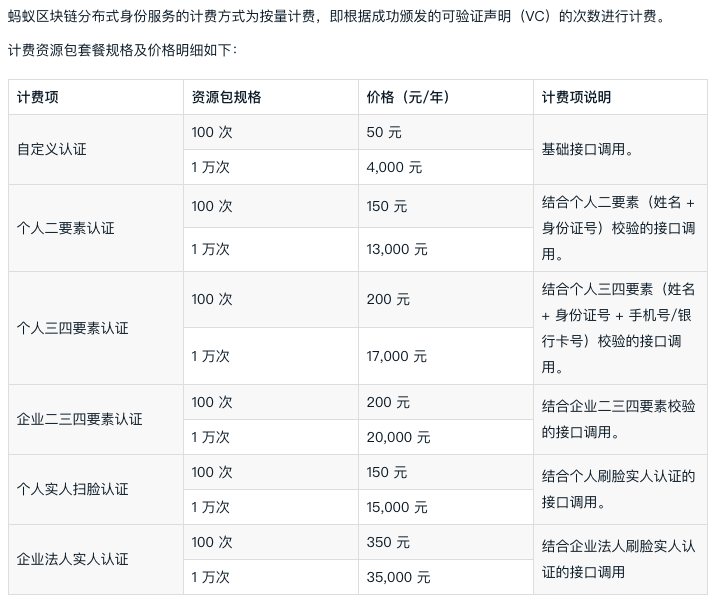 蚂蚁区块链分布式身份服务的计费方式为按量计费，即根据成功颁发的可验证声明（VC）的次数进行计费。
计费资源包套餐规格及价格明细如下：
计费项 资源包规格 价格（元/年） 计费项说明
自定义认证
100 次 50 元
1 万次 4,000 元
基础接口调用。
个人二要素认证
100 次 150 元
1 万次 13,000 元
结合个人二要素（姓名 +
身份证号）校验的接口调
用。
个人三四要素认证
100 次 200 元
1 万次 17,000 元
结合个人三四要素（姓名
+ 身份证号 + 手机号/银
行卡号）校验的接口调
用。
企业二三四要素认证
100 次 200 元
1 万次 20,000 元
结合企业二三四要素校验
的接口调用。
个人实人扫脸认证
100 次 150 元
1 万次 15,000 元
结合个人刷脸实人认证的
接口调用。
企业法人实人认证
100 次 350 元
1 万次 35,000 元
结合企业法人刷脸实人认
证的接口调用